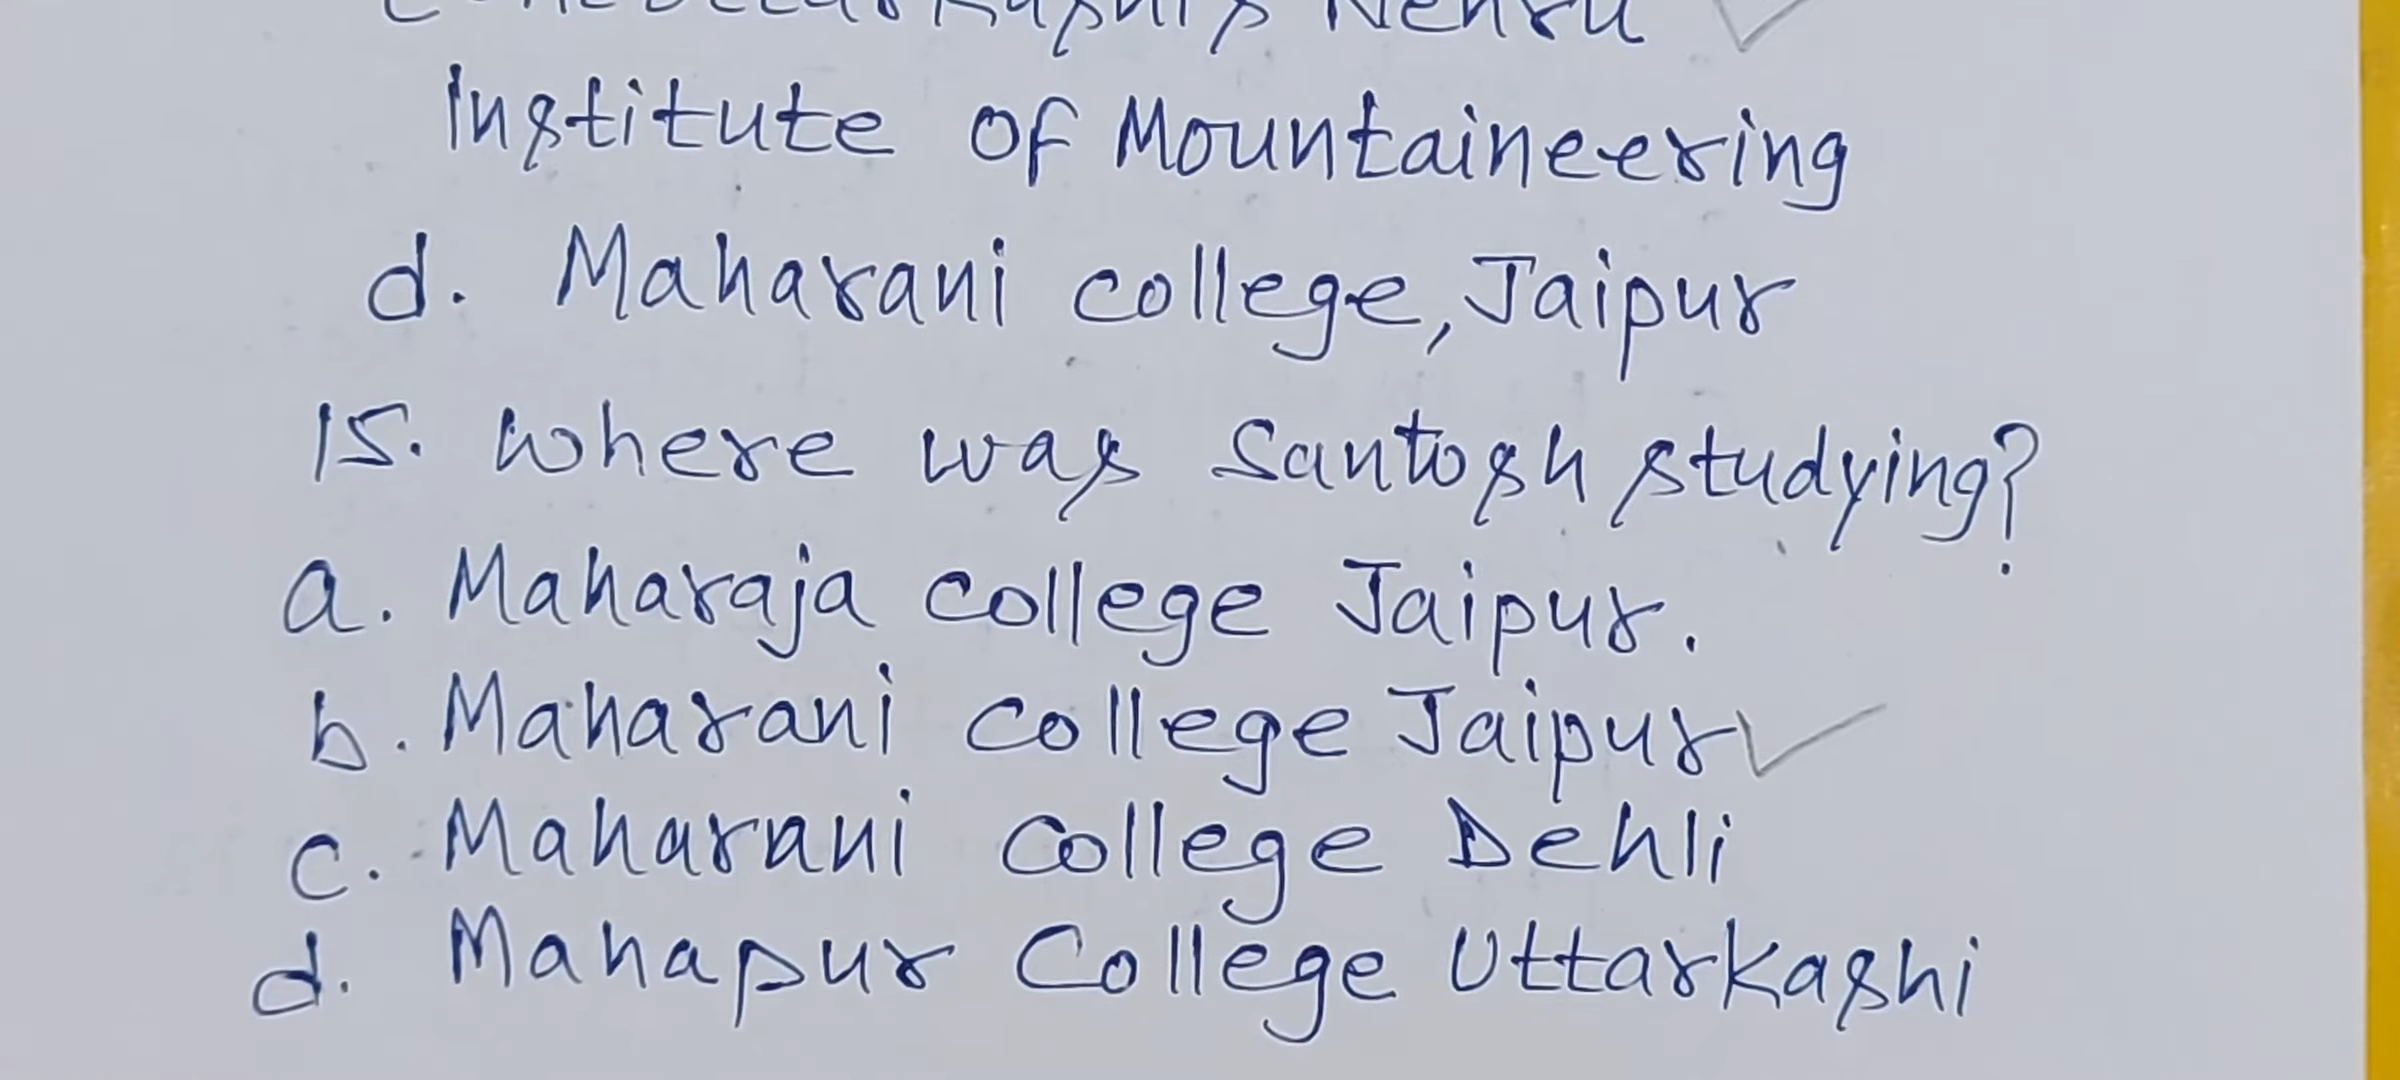 Nehru
Institute of Mountaineering
d. Maharani college, Jaipur
15. Where was Santosh studying?
a. Maharaja college Jaipur.
b. Maharani college Jaipur✓
c. Maharani college Dehli
d. Mahapur College Uttarkashi